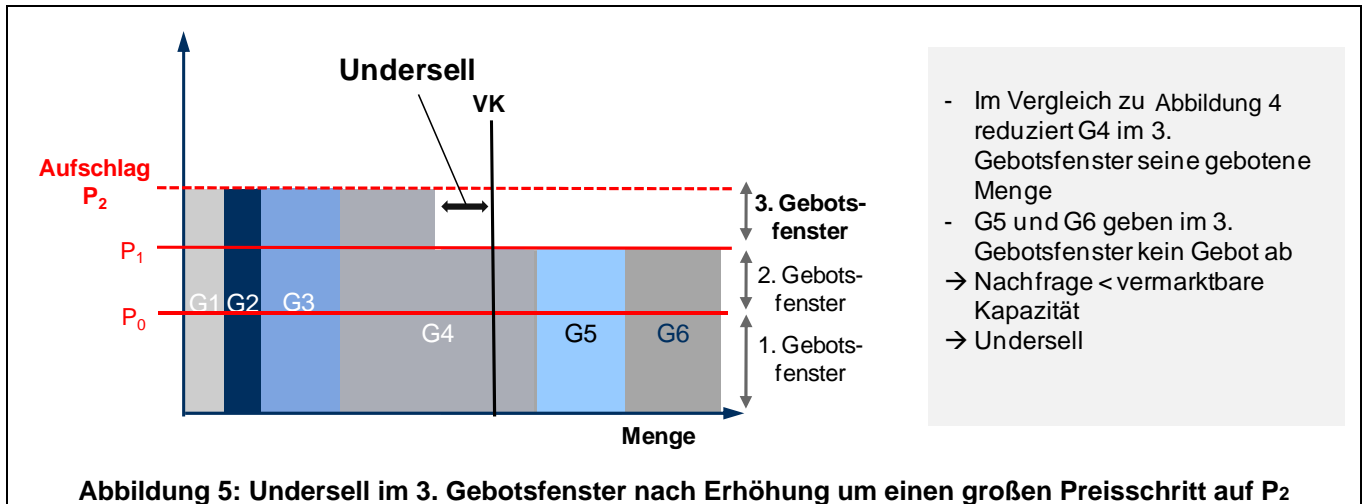 Undersell
VK
Aufschlag
P₂
P₁
P₀
G1 G2 G3
G4
G5
G6
3. Gebots-
fenster
2. Gebots-
fenster
1. Gebots-
fenster
Menge
- Im Vergleich zu Abbildung 4
reduziert G4 im 3.
Gebotsfenster seine gebotene
Menge
- G5 und G6 geben im 3.
Gebotsfenster kein Gebot ab
→ Nachfrage < vermarktbare
Kapazität
→ Undersell
Abbildung 5: Undersell im 3. Gebotsfenster nach Erhöhung um einen großen Preisschritt auf P₂